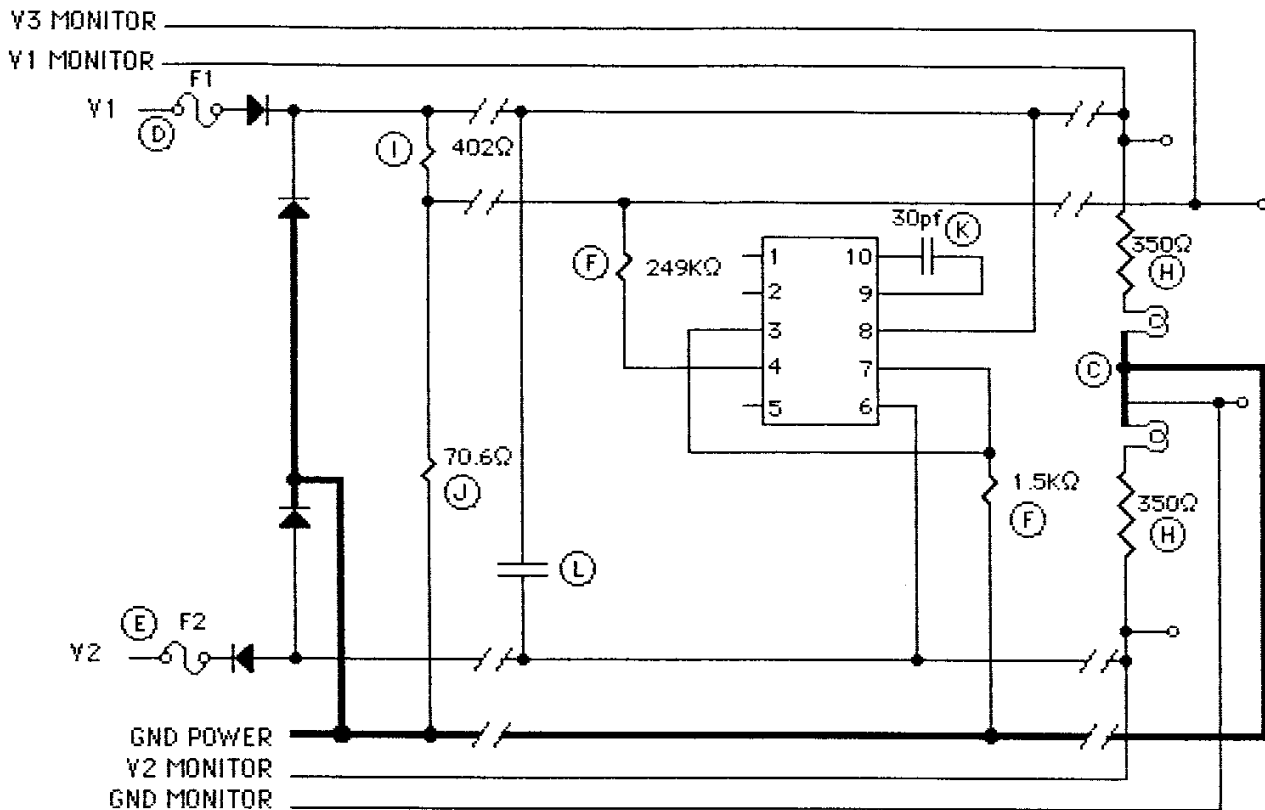 V3 MONITOR
V1 MONITOR
F1
V1
D
I
402Ω
30pf
K
F
249KΩ
350Ω
H
1
2
3
4
5
10
9
8
7
6
C
70.6Ω
J
1.5KΩ
F
350Ω
H
L
E
F2
V2
GND POWER
V2 MONITOR
GND MONITOR